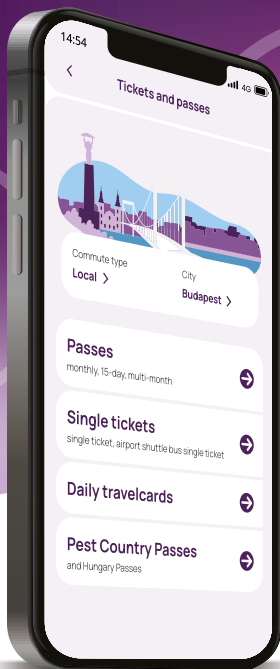 14:54
4G
Tickets and passes
Commute type
Local
City
Budapest
Passes
monthly, 15-day, multi-month
Single tickets
single ticket, airport shuttle bus single ticket
Daily travelcards
Pest Country Passes
and Hungary Passes